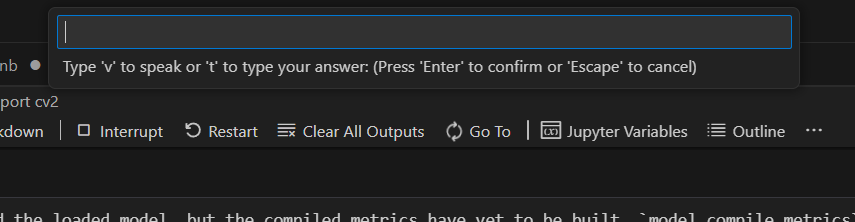 Type 'v' to speak or 't' to type your answer: (Press 'Enter' to confirm or 'Escape' to cancel)
nb
port cv2
kdown Interrupt Restart Clear All Outputs Go To Jupyter Variables Outline ...
d the loaded model, but the compiled metrics have yet to be built. `model.compile_metrics`